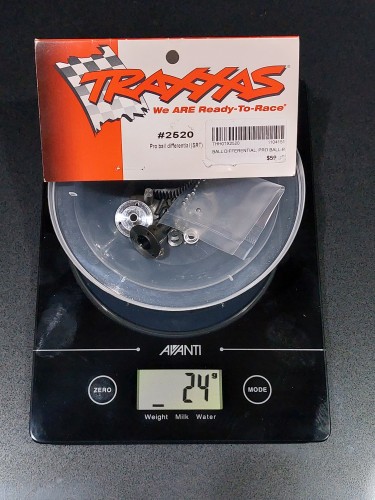 TRAXXAS
We ARE Ready-To-Race®
#2520
Pro ball differential (SRT)
BALL DIFFERENTIAL, PRO BALL-B
AVANTI
ZERO
_ 24g
MODE
Weight Milk Water